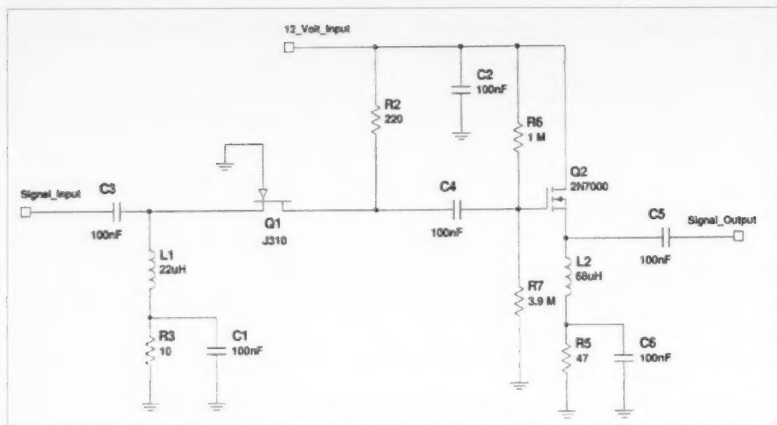 12_Volt_Input
C2
100nF
R2
220
R6
1 M
Q2
2N7000
Signal_Input
C3
100nF
Q1
J310
C4
100nF
C5
100nF
Signal_Output
L1
22uH
L2
68uH
R7
3.9 M
R3
10
C1
100nF
R5
47
C6
100nF